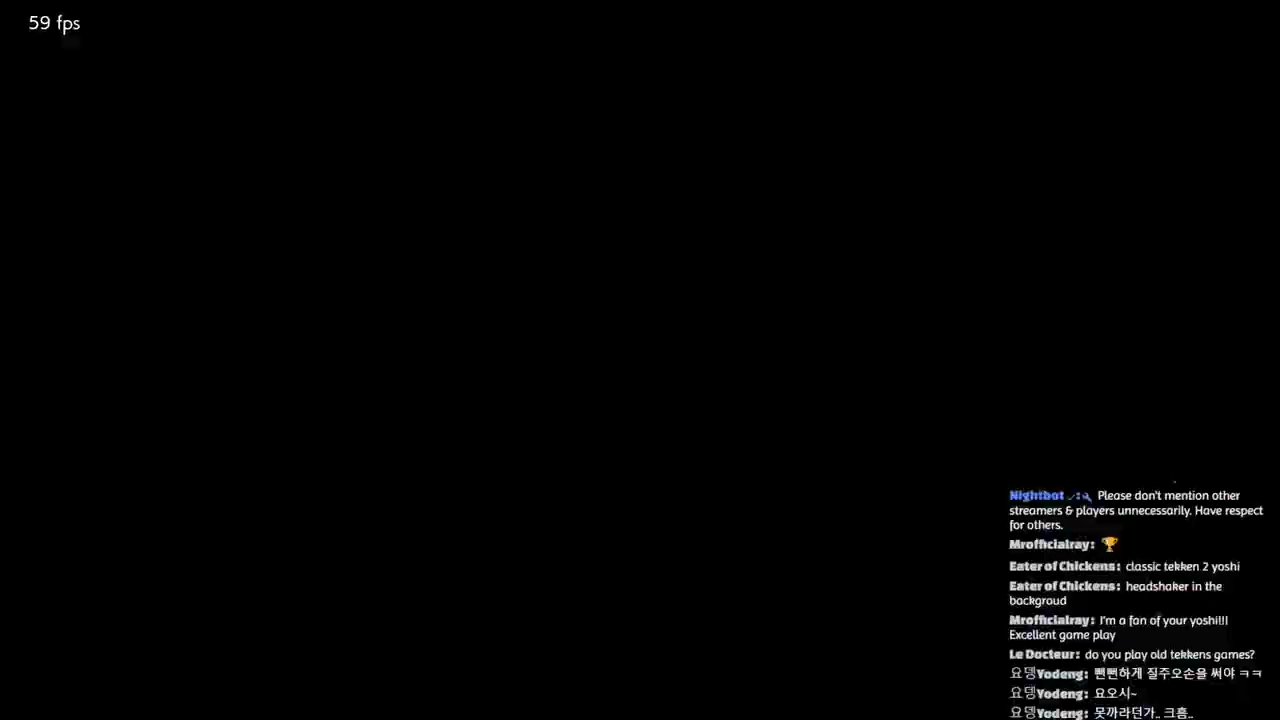 59 fps
Nightbot: Please don't mention other
streamers & players unnecessarily. Have respect
for others.
Mrofficialray: 🏆
Eater of Chickens: classic tekken 2 yoshi
Eater of Chickens: headshaker in the
backgroud
Mrofficialray: I'm a fan of your yoshi!!!
Excellent game play
Le Docteur: do you play old tekkens games?
요뎅Yodeng: 뻔뻔하게 질주오손을 써야 ㅋㅋ
요뎅Yodeng: 요오시~
요뎅Yodeng: 못까라던가.. 크흠..